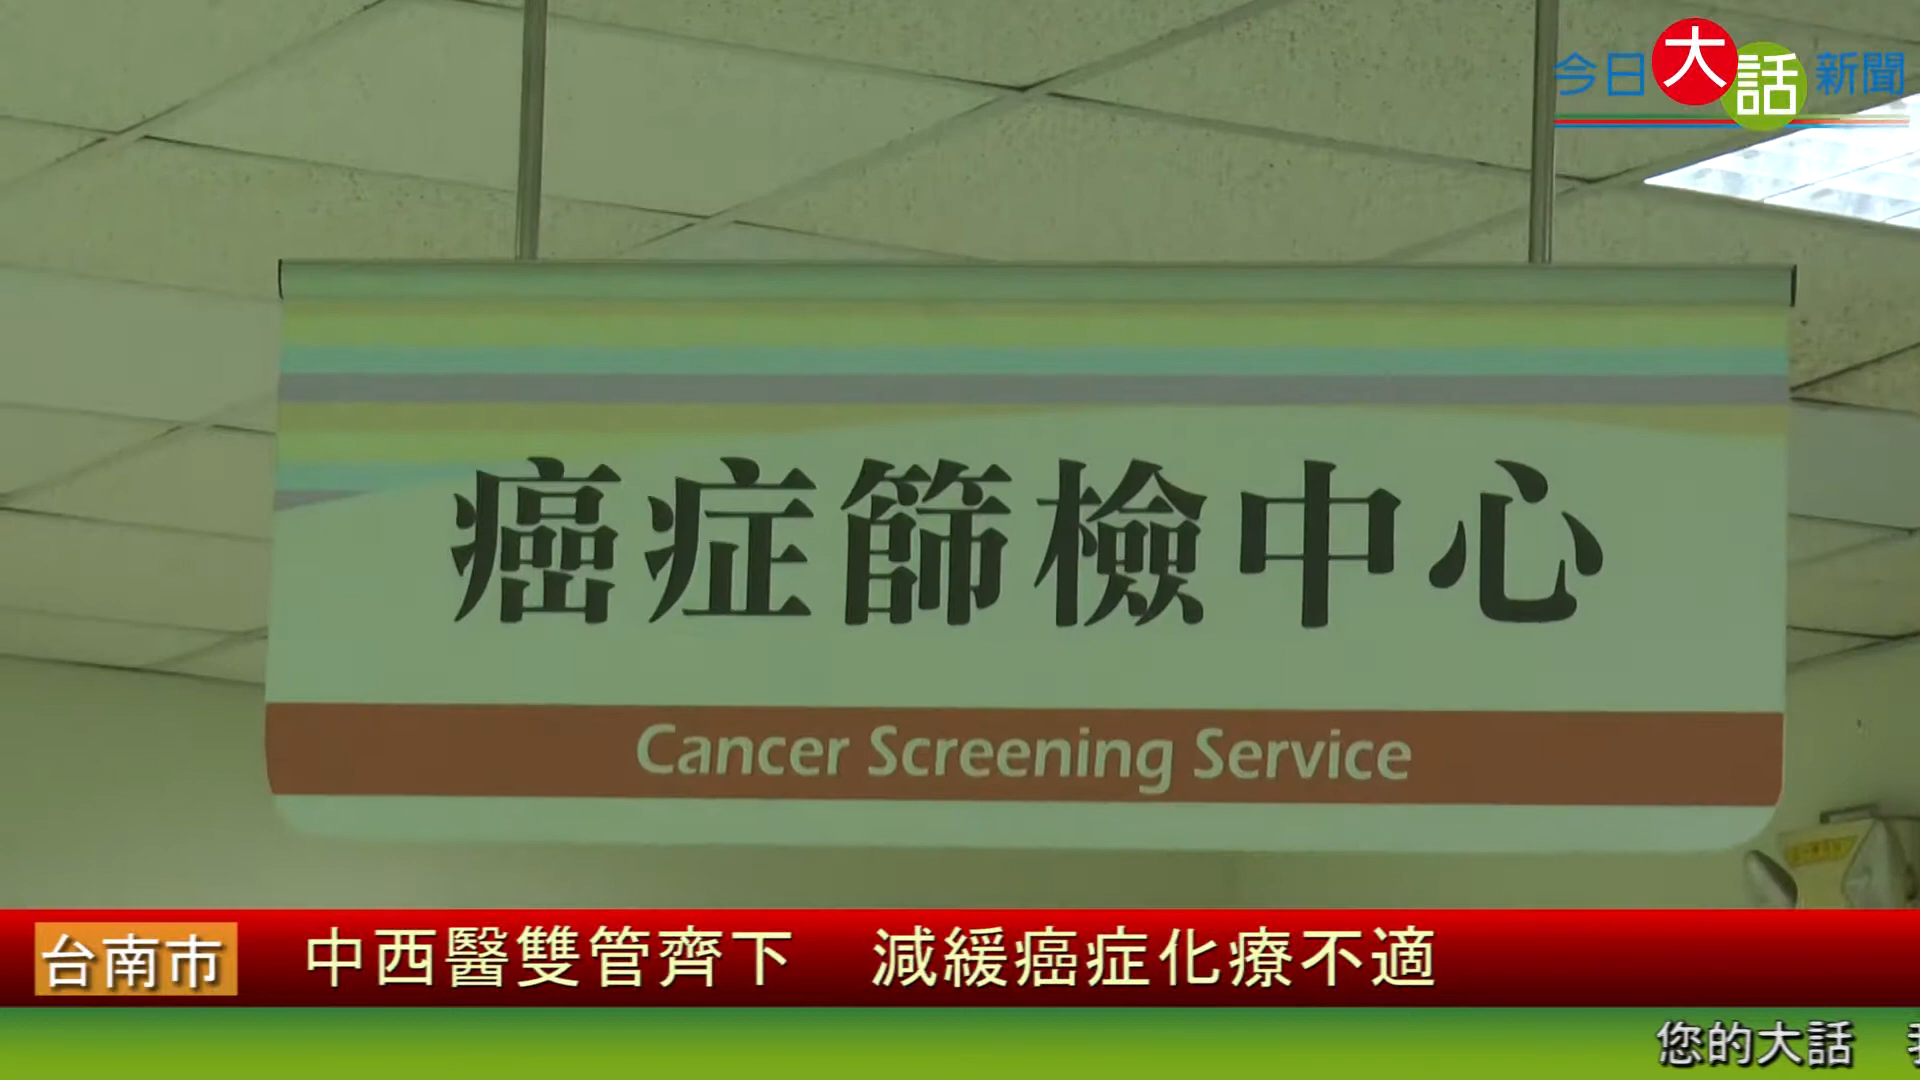 今日大話新聞
癌症篩檢中心
Cancer Screening Service
台南市
中西醫雙管齊下 減緩癌症化療不適
您的大話